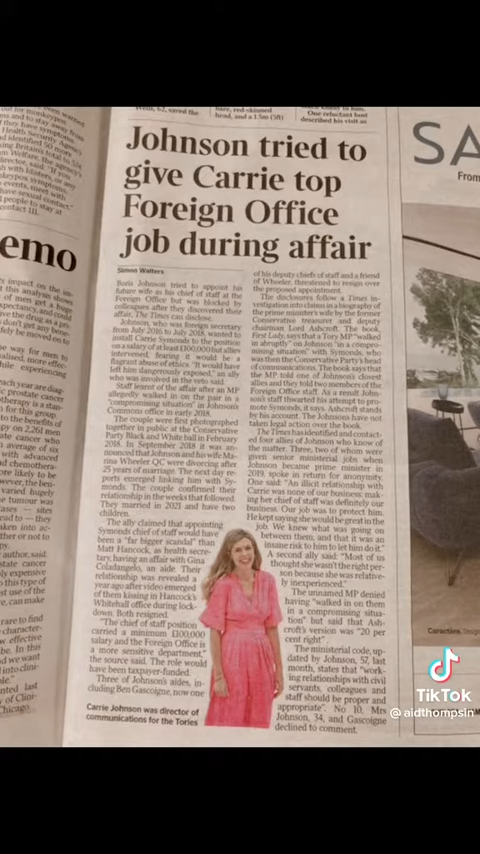 Johnson tried to
give Carrie top
Foreign Office
job during affair
Simon Walters
Boris Johnson tried to appoint his
future wife as his chief of staff at the
Foreign Office but was blocked by
colleagues after they discovered their
affair, The Times can disclose.
Johnson, who was foreign secretary
from July 2016 to July 2018, wanted to
install Carrie Symonds to the position
on a salary of at least £100,000 but allies
intervened, fearing it would be a
flagrant abuse of ethics. "It would have
left him dangerously exposed," an ally
who was involved in the veto said.
Staff learnt of the affair after an MP
allegedly walked in on the pair in a
"compromising situation" in Johnson's
Commons office in early 2018.
The couple were first photographed
together in public at the Conservative
Party Black and White ball in February
2018. In September 2018 it was an-
nounced that Johnson and his wife Ma-
rina Wheeler QC were divorcing after
25 years of marriage. The next day re-
ports emerged linking him with Sy-
monds. The couple confirmed their
relationship in the weeks that followed.
They married in 2021 and have two
children.
The ally claimed that appointing
Symonds chief of staff would have
been a "far bigger scandal" than
Matt Hancock, as health secre-
tary, having an affair with Gina
Coladangelo, an aide. Their
relationship was revealed a
year ago after video emerged
of them kissing in Hancock's
Whitehall office during lock-
down. Both resigned.
"The chief of staff position
carried a minimum £100,000
salary and the Foreign Office is
a more sensitive department,"
the source said. The role would
have been taxpayer-funded.
Three of Johnson's aides, in-
cluding Ben Gascoigne, now one
of his deputy chiefs of staff and a friend
of Wheeler, threatened to resign over
the proposed appointment.
The disclosures follow a Times in-
vestigation into claims in a biography of
the prime minister's wife by the former
Conservative treasurer and deputy
chairman Lord Ashcroft. The book,
First Lady, says that a Tory MP "walked
in abruptly" on Johnson "in a compro-
mising situation" with Symonds, who
was then the Conservative Party's head
of communications. The book says that
the MP told one of Johnson's closest
allies and they told two members of the
Foreign Office staff. As a result John-
son's staff thwarted his attempt to pro-
mote Symonds, it says. Ashcroft stands
by his account. The Johnsons have not
taken legal action over the book.
The Times has identified and contact-
ed four allies of Johnson who know of
the matter. Three, two of whom were
given senior ministerial jobs when
Johnson became prime minister in
2019, spoke in return for anonymity.
One said: "An illicit relationship with
Carrie was none of our business: mak-
ing her chief of staff was definitely our
business. Our job was to protect him.
He kept saying she would be great in the
job. We knew what was going on
between them, and that it was an
insane risk to him to let him do it."
A second ally said: "Most of us
thought she wasn't the right per-
son because she was relative-
ly inexperienced."
The unnamed MP denied
having "walked in on them
in a compromising situa-
tion" but said that Ash-
croft's version was "20 per
cent right".
The ministerial code, up-
dated by Johnson, 57, last
month, states that "work-
ing relationships with civil
servants, colleagues and
staff should be proper and
appropriate". No 10, Mrs
Johnson, 34, and Gascoigne
declined to comment.
Carrie Johnson was director of
communications for the Tories
emo
SA
From
TikTok
@aidthompsin